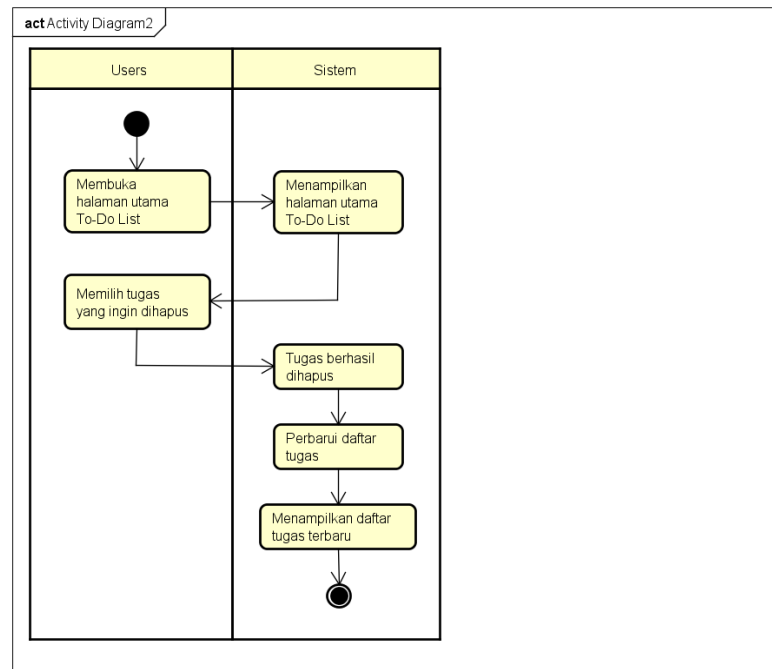 act Activity Diagram2
Users
Sistem
Membuka
halaman utama
To-Do List
Menampilkan
halaman utama
To-Do List
Memilih tugas
yang ingin dihapus
Tugas berhasil
dihapus
Perbarui daftar
tugas
Menampilkan daftar
tugas terbaru